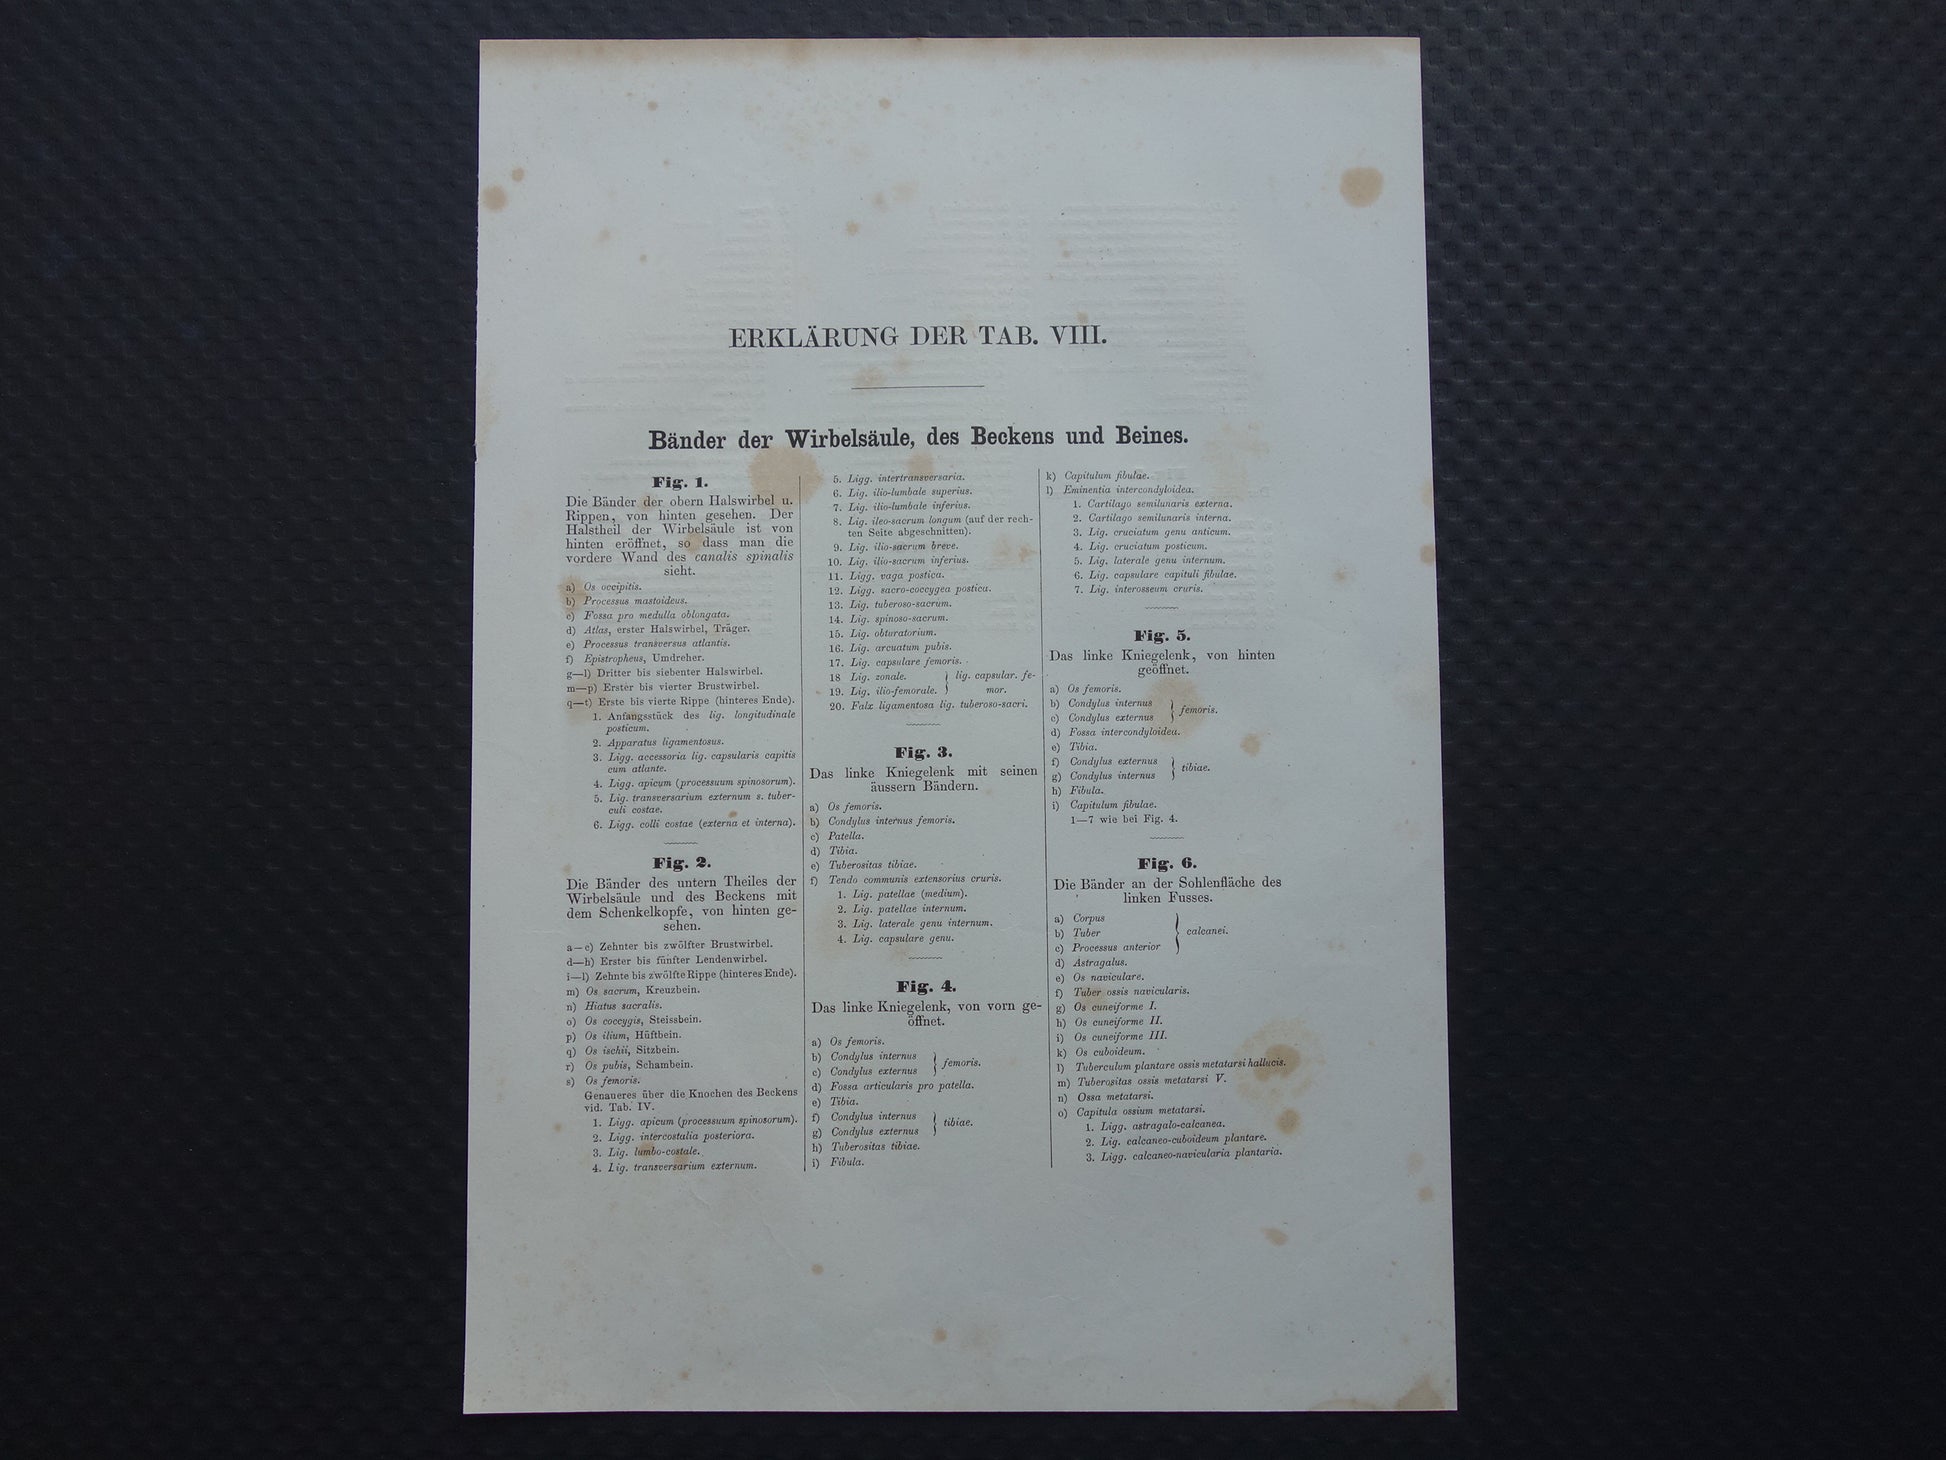 ERKLÄRUNG DER TAB. VIII.
Bänder der Wirbelsäule, des Beckens und Beines.
Fig. 1.
Die Bänder der obern Halswirbel u.
Rippen, von hinten gesehen. Der
Halstheil der Wirbelsäule ist von
hinten eröffnet, so dass man die
vordere Wand des canalis spinalis
sieht.
a) Os occipitis.
b) Processus mastoideus.
c) Fossa pro medulla oblongata.
d) Atlas, erster Halswirbel, Träger.
e) Processus transversus atlantis.
f) Epistropheus, Umdreher.
g—l) Dritter bis siebenter Halswirbel.
m—p) Erster bis vierter Brustwirbel.
q—t) Erste bis vierte Rippe (hinteres Ende).
1. Anfangsstück des lig. longitudinale
posticum.
2. Apparatus ligamentosus.
3. Ligg. accessoria lig. capsularis capitis
cum atlante.
4. Ligg. apicum (processuum spinosorum).
5. Lig. transversarium externum s. tuber-
culi costae.
6. Ligg. colli costae (externa et interna).
Fig. 2.
Die Bänder des untern Theiles der
Wirbelsäule und des Beckens mit
dem Schenkelkopfe, von hinten ge-
sehen.
a—c) Zehnter bis zwölfter Brustwirbel.
d—h) Erster bis fünfter Lendenwirbel.
i—l) Zehnte bis zwölfte Rippe (hinteres Ende).
m) Os sacrum, Kreuzbein.
n) Hiatus sacralis.
o) Os coccygis, Steissbein.
p) Os ilium, Hüftbein.
q) Os ischii, Sitzbein.
r) Os pubis, Schambein.
s) Os femoris.
Genaueres über die Knochen des Beckens
vid. Tab. IV.
1. Ligg. apicum (processuum spinosorum).
2. Ligg. intercostalia posteriora.
3. Lig. lumbo-costale.
4. Lig. transversarium externum.
5. Ligg. intertransversaria.
6. Lig. ilio-lumbale superius.
7. Lig. ilio-lumbale inferius.
8. Lig. ileo-sacrum longum (auf der rech-
ten Seite abgeschnitten).
9. Lig. ilio-sacrum breve.
10. Lig. ilio-sacrum inferius.
11. Ligg. vaga postica.
12. Ligg. sacro-coccygea postica.
13. Lig. tuberoso-sacrum.
14. Lig. spinoso-sacrum.
15. Lig. obturatorium.
16. Lig. arcuatum pubis.
17. Lig. capsulare femoris.
18 Lig. zonale. } lig. capsular. fe-
19. Lig. ilio-femorale. } mor.
20. Falx ligamentosa lig. tuberoso-sacri.
Fig. 3.
Das linke Kniegelenk mit seinen
äussern Bändern.
a) Os femoris.
b) Condylus internus femoris.
c) Patella.
d) Tibia.
e) Tuberositas tibiae.
f) Tendo communis extensorius cruris.
1. Lig. patellae (medium).
2. Lig. patellae internum.
3. Lig. laterale genu internum.
4. Lig. capsulare genu.
Fig. 4.
Das linke Kniegelenk, von vorn ge-
öffnet.
a) Os femoris.
b) Condylus internus } femoris.
c) Condylus externus
d) Fossa articularis pro patella.
e) Tibia.
f) Condylus internus } tibiae.
g) Condylus externus
h) Tuberositas tibiae.
i) Fibula.
k) Capitulum fibulae.
l) Eminentia intercondyloidea.
1. Cartilago semilunaris externa.
2. Cartilago semilunaris interna.
3. Lig. cruciatum genu anticum.
4. Lig. cruciatum posticum.
5. Lig. laterale genu internum.
6. Lig. capsulare capituli fibulae.
7. Lig. interosseum cruris.
Fig. 5.
Das linke Kniegelenk, von hinten
geöffnet.
a) Os femoris.
b) Condylus internus } femoris.
c) Condylus externus
d) Fossa intercondyloidea.
e) Tibia.
f) Condylus externus } tibiae.
g) Condylus internus
h) Fibula.
i) Capitulum fibulae.
1—7 wie bei Fig. 4.
Fig. 6.
Die Bänder an der Sohlenfläche des
linken Fusses.
a) Corpus
b) Tuber } calcanei.
c) Processus anterior
d) Astragalus.
e) Os naviculare.
f) Tuber ossis navicularis.
g) Os cuneiforme I.
h) Os cuneiforme II.
i) Os cuneiforme III.
k) Os cuboideum.
l) Tuberculum plantare ossis metatarsi hallucis.
m) Tuberositas ossis metatarsi V.
n) Ossa metatarsi.
o) Capitula ossium metatarsi.
1. Ligg. astragalo-calcanea.
2. Lig. calcaneo-cuboideum plantare.
3. Ligg. calcaneo-navicularia plantaria.